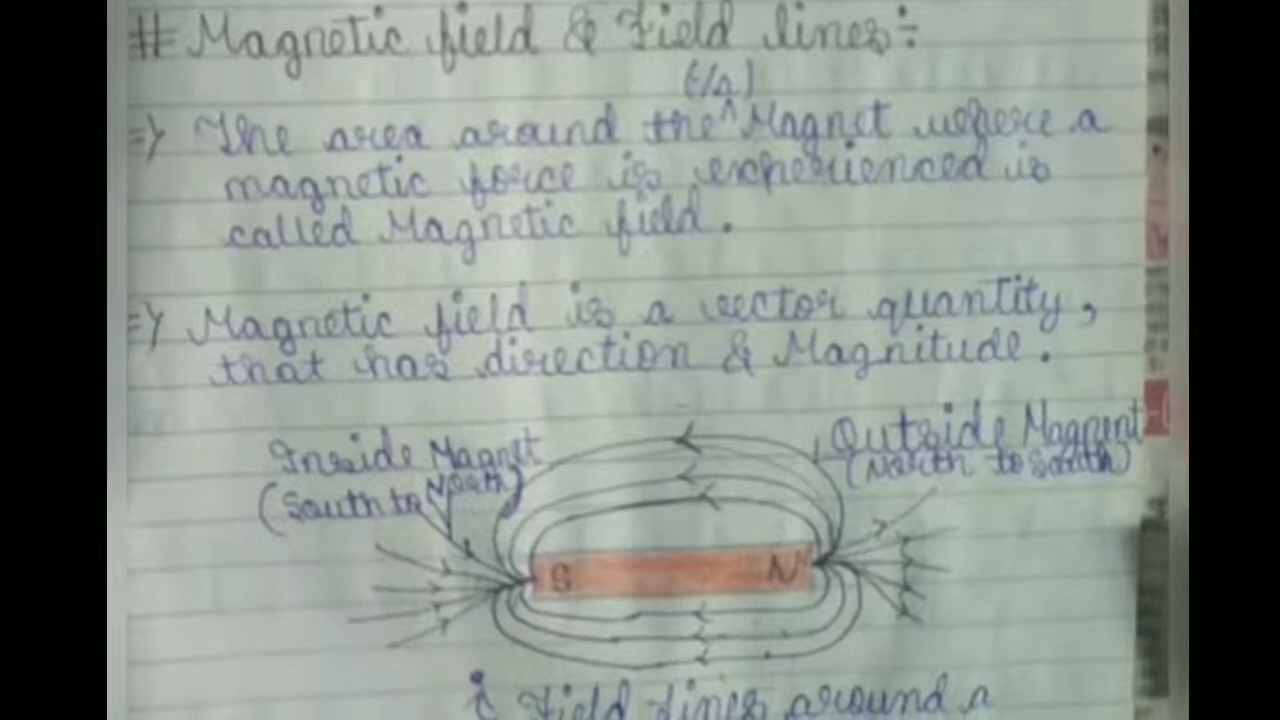 # Magnetic field & Field lines ÷
⇒ The area around the ^ Magnet where a
magnetic force is experienced is
called Magnetic field.
⇒ Magnetic field is a vector quantity,
that has direction & Magnitude.
Inside Magnet
(South to North)
Outside Magnent
(North to South)
S N
Field lines around a